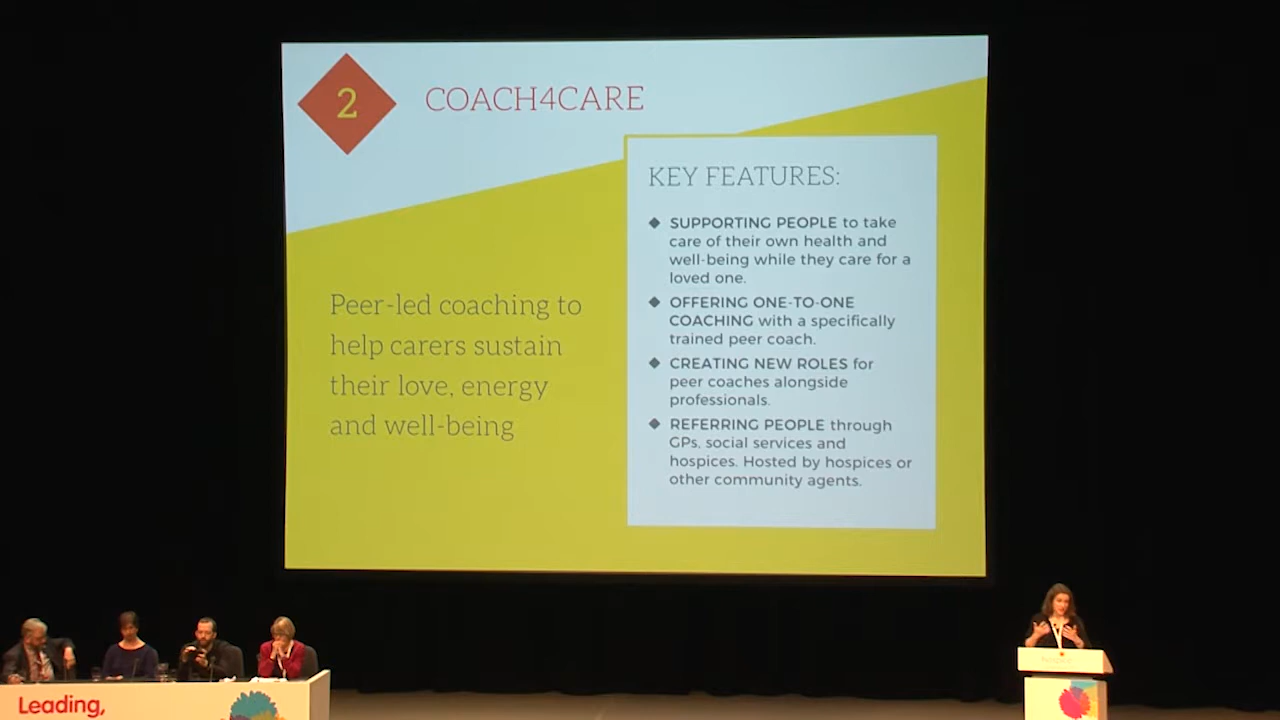 2
COACH4CARE
Peer-led coaching to
help carers sustain
their love, energy
and well-being
KEY FEATURES:
◆ SUPPORTING PEOPLE to take
care of their own health and
well-being while they care for a
loved one.
◆ OFFERING ONE-TO-ONE
COACHING with a specifically
trained peer coach.
◆ CREATING NEW ROLES for
peer coaches alongside
professionals.
◆ REFERRING PEOPLE through
GPs, social services and
hospices. Hosted by hospices or
other community agents.
Leading,